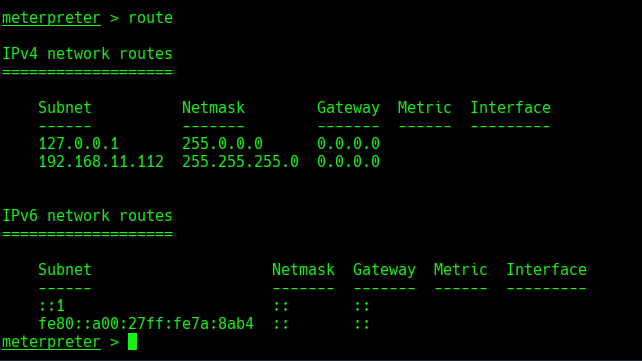 meterpreter > route
IPv4 network routes
===================
    Subnet          Netmask        Gateway  Metric  Interface
    ------          -------        -------  ------  ---------
    127.0.0.1       255.0.0.0      0.0.0.0
    192.168.11.112  255.255.255.0  0.0.0.0
IPv6 network routes
===================
    Subnet                    Netmask  Gateway  Metric  Interface
    ------                    -------  -------  ------  ---------
    ::1                       ::       ::
    fe80::a00:27ff:fe7a:8ab4  ::       ::
meterpreter >